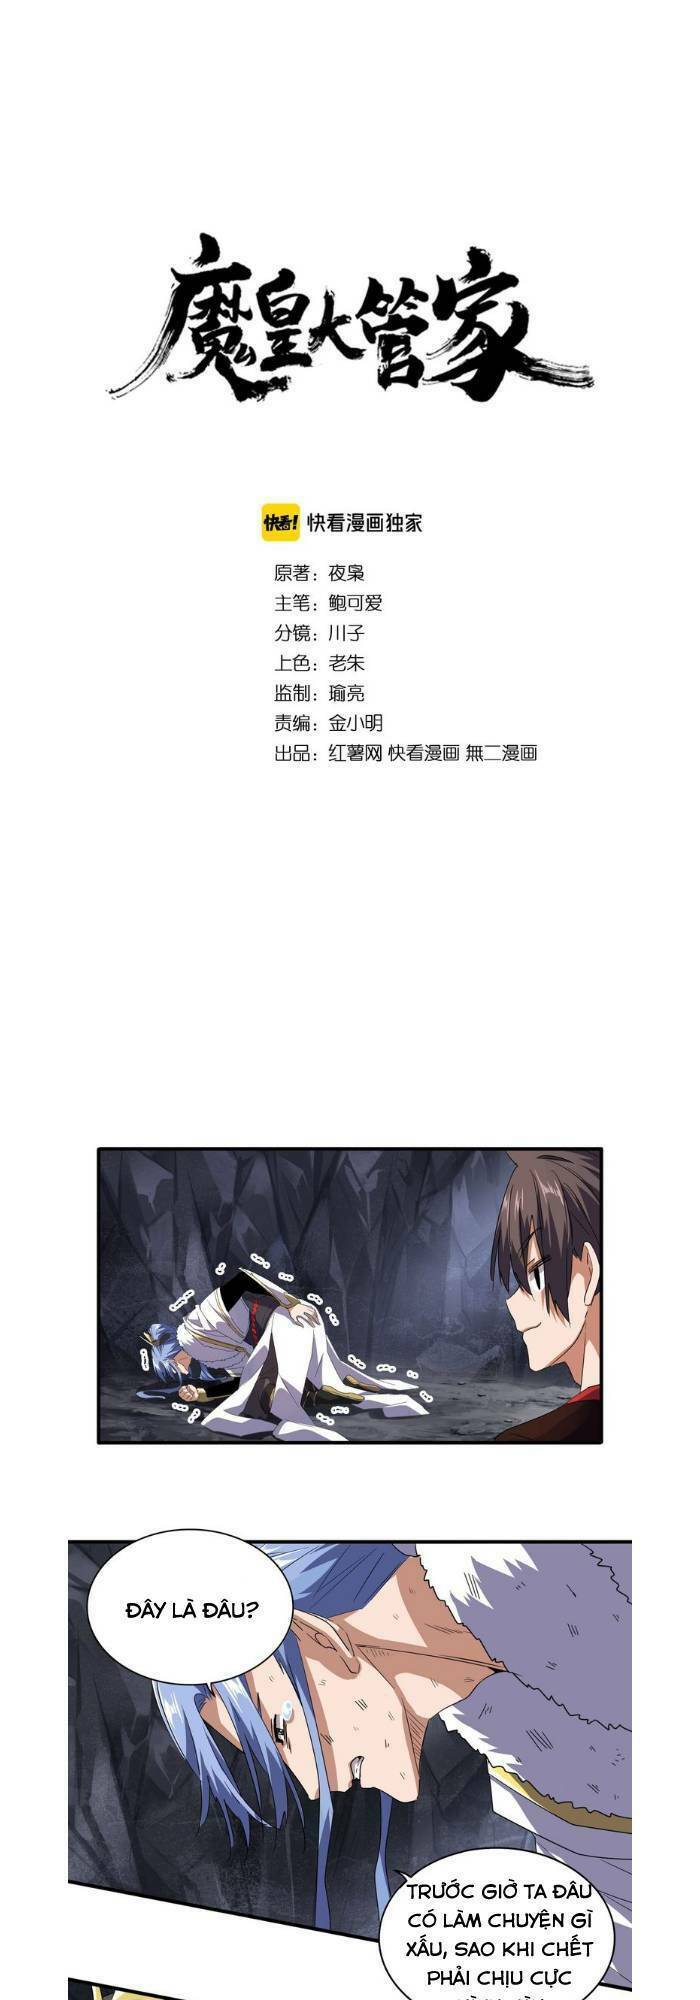 魔皇大管家
快看! 快看漫画独家
原著：夜枭
主笔：鲍可爱
分镜：川子
上色：老朱
监制：瑜亮
责编：金小明
出品：红薯网 快看漫画 無二漫画
ĐÂY LÀ ĐÂU?
TRƯỚC GIỜ TA ĐÂU
CÓ LÀM CHUYỆN GÌ
XẤU, SAO KHI CHẾT
PHẢI CHỊU CỰC